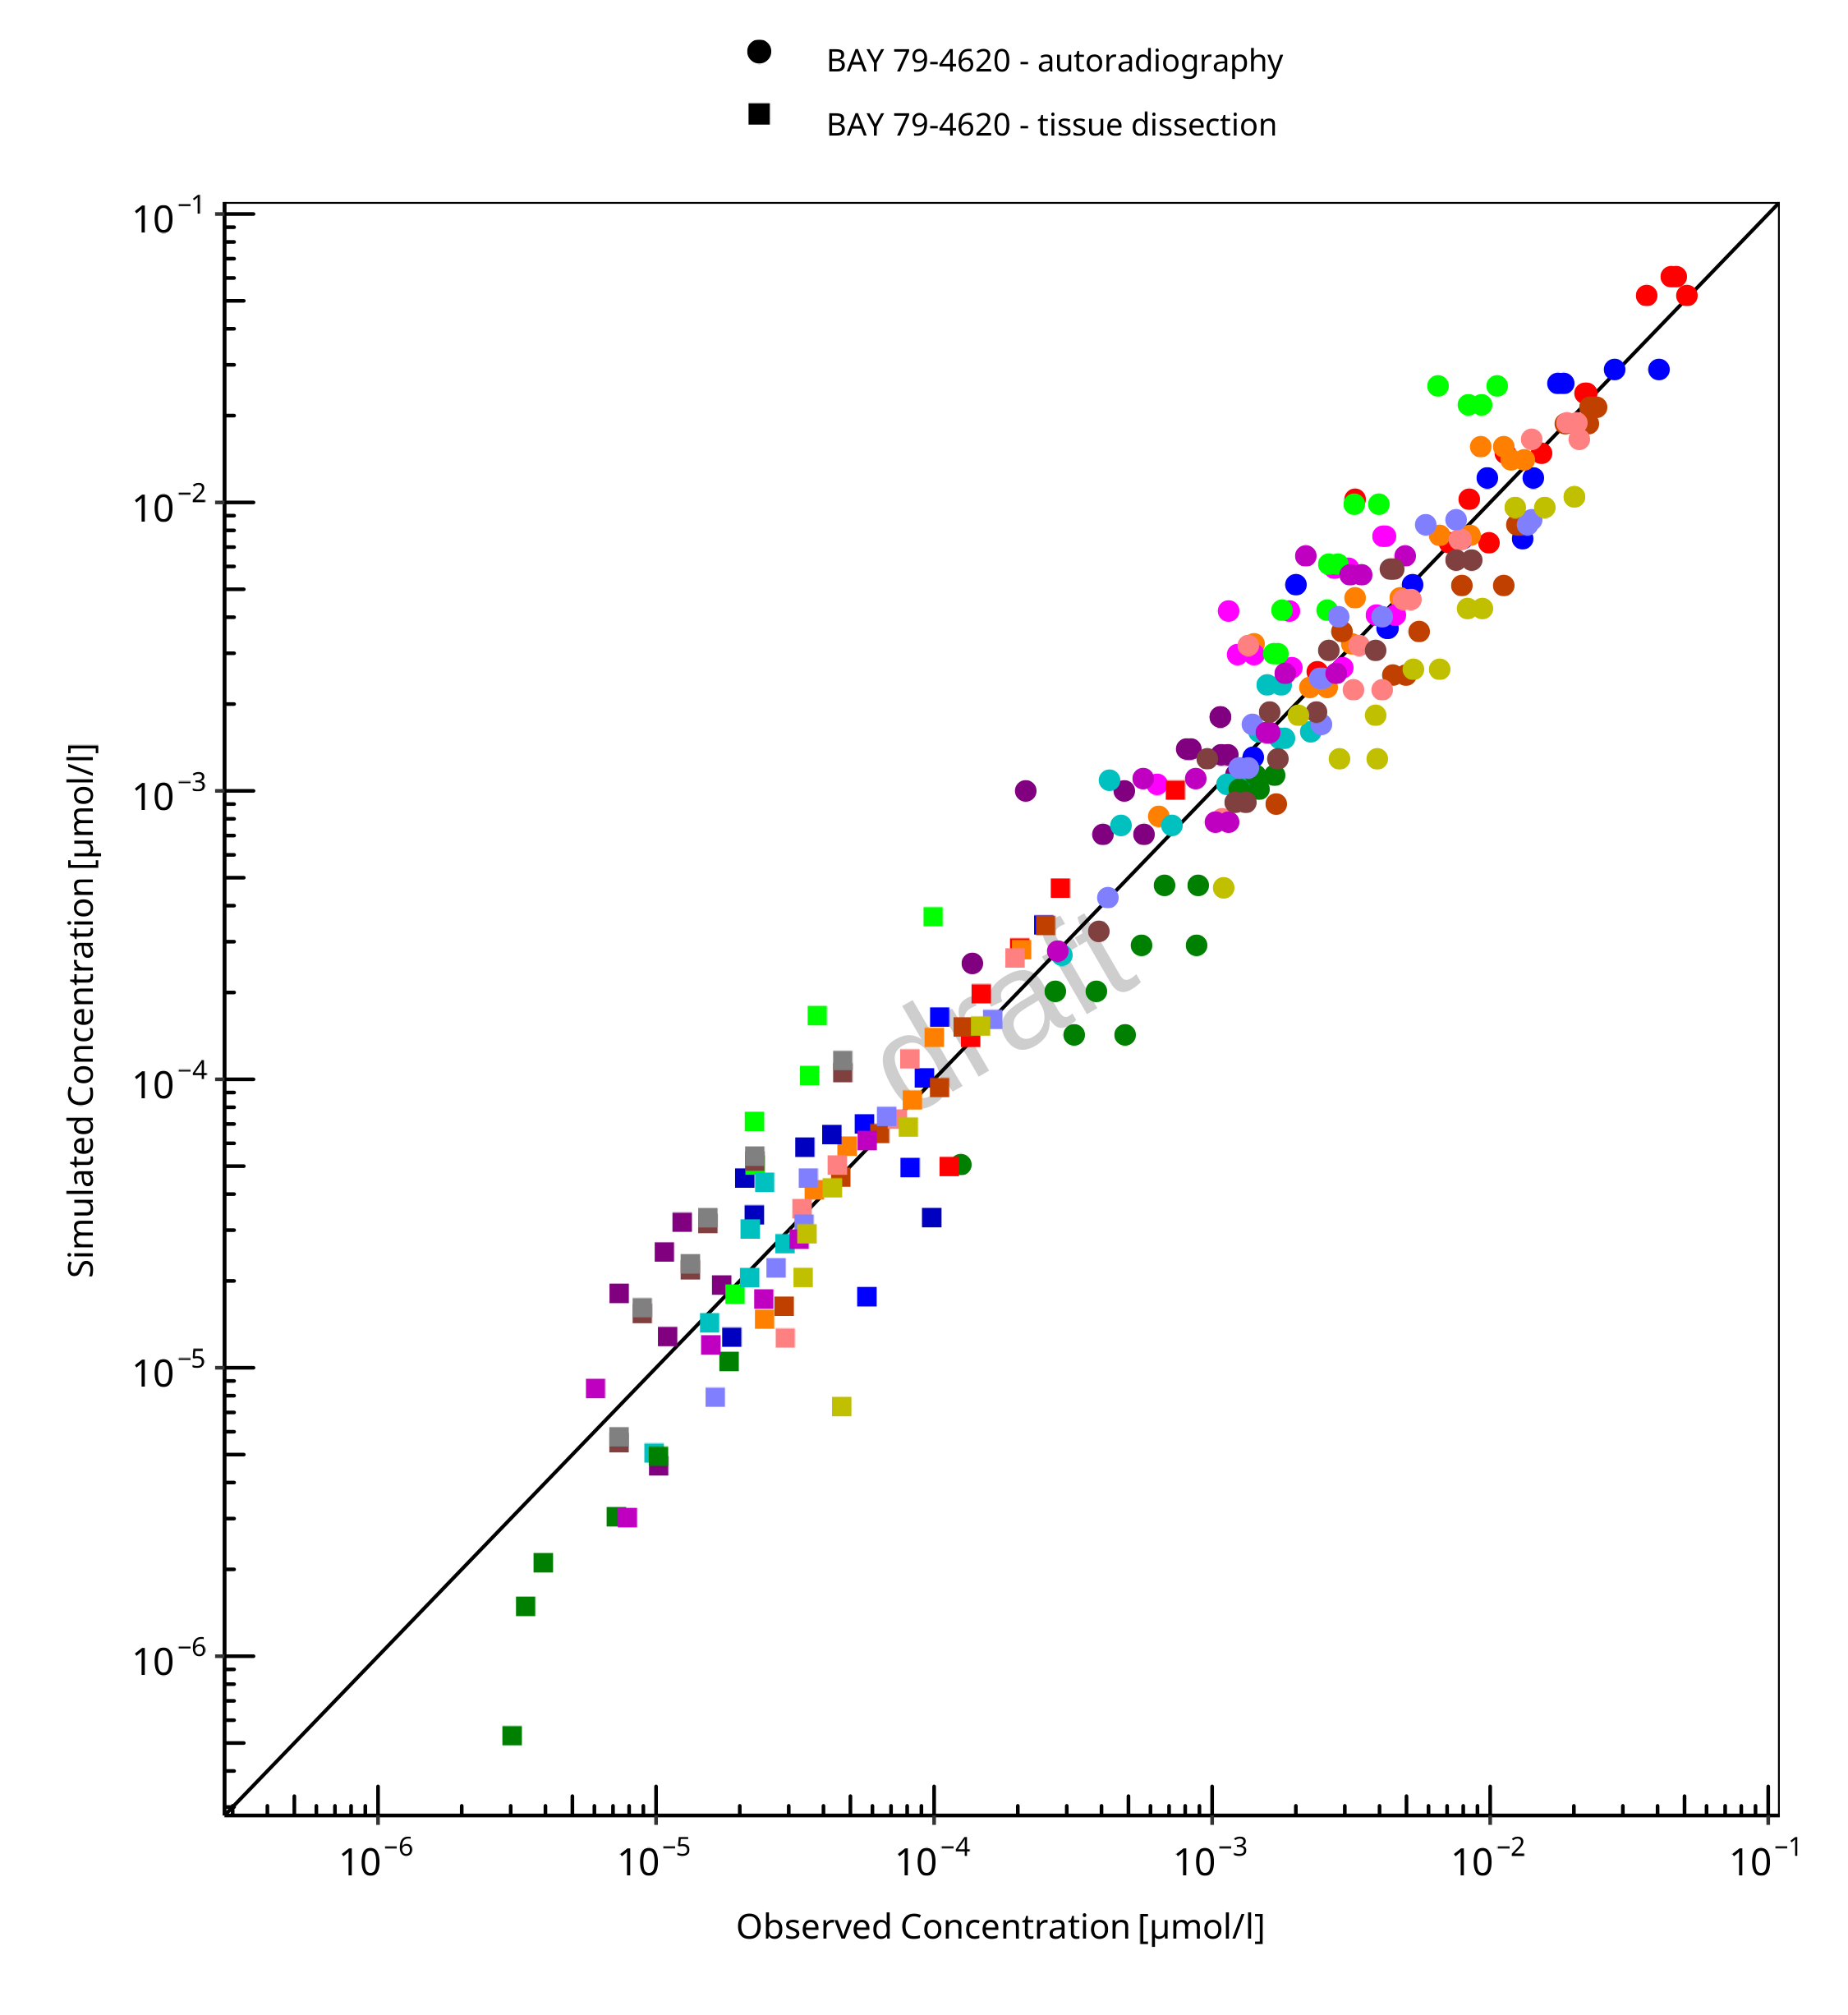 BAY 79-4620 - autoradiography
BAY 79-4620 - tissue dissection
10⁻¹
10⁻²
10⁻³
10⁻⁴
10⁻⁵
10⁻⁶
Simulated Concentration [µmol/l]
draft
10⁻⁶ 10⁻⁵ 10⁻⁴ 10⁻³ 10⁻² 10⁻¹
Observed Concentration [µmol/l]